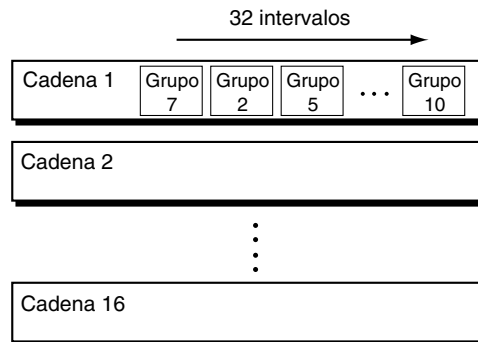 32 intervalos
Cadena 1
Grupo 7
Grupo 2
Grupo 5
...
Grupo 10
Cadena 2
Cadena 16